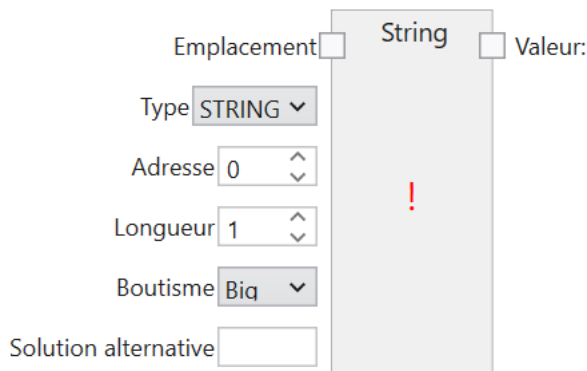 Emplacement String Valeur:
Type STRING
Adresse 0
!
Longueur 1
Boutisme Big
Solution alternative